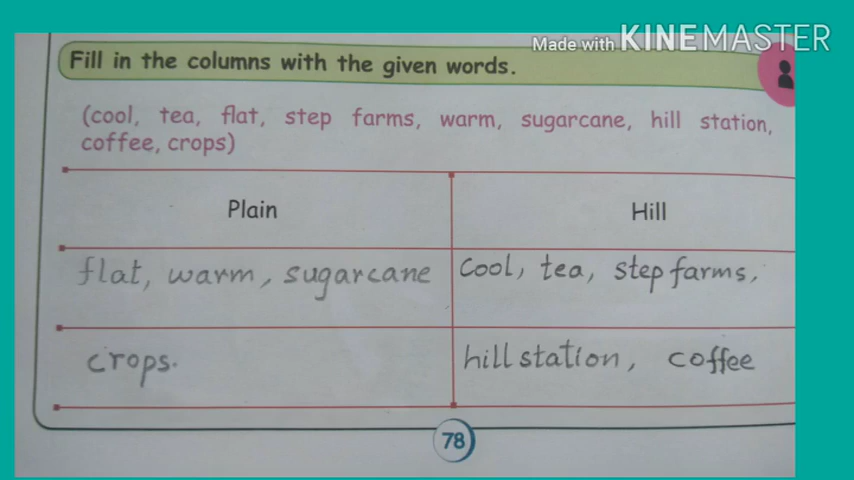 Made with KINEMASTER
Fill in the columns with the given words.
(cool, tea, flat, step farms, warm, sugarcane, hill station,
coffee, crops)
Plain Hill
flat, warm, sugarcane Cool, tea, step farms,
crops. hill station, coffee
78